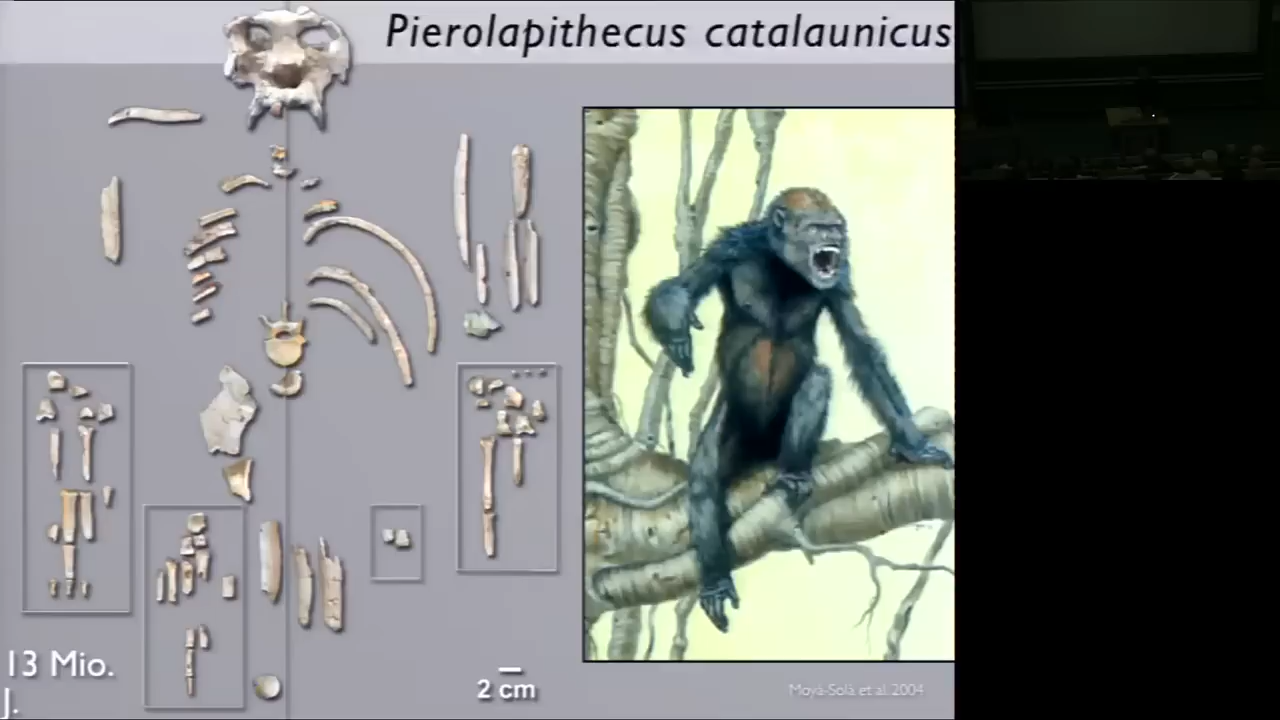 Pierolapithecus catalaunicus
13 Mio.
J.
2 cm
Moyà-Solà et al. 2004